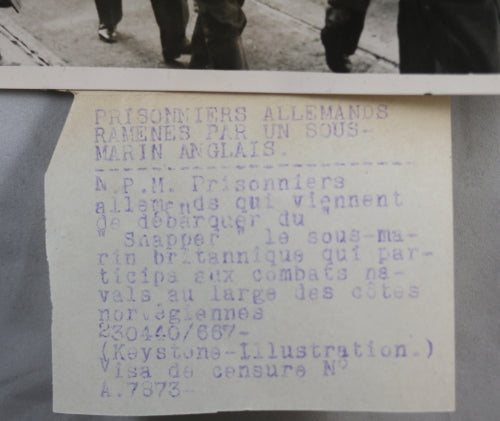 PRISONNIERS ALLEMANDS
RAMENES PAR UN SOUS-
MARIN ANGLAIS.
--------------------------------
N.P.M. Prisonniers
allemands qui viennent
de débarquer du
" Snapper " le sous-ma-
rin britannique qui par-
ticipa aux combats na-
vals au large des côtes
norvégiennes
230440/667-
(Keystone-Illustration.)
Visa de censure N°
A.7873-